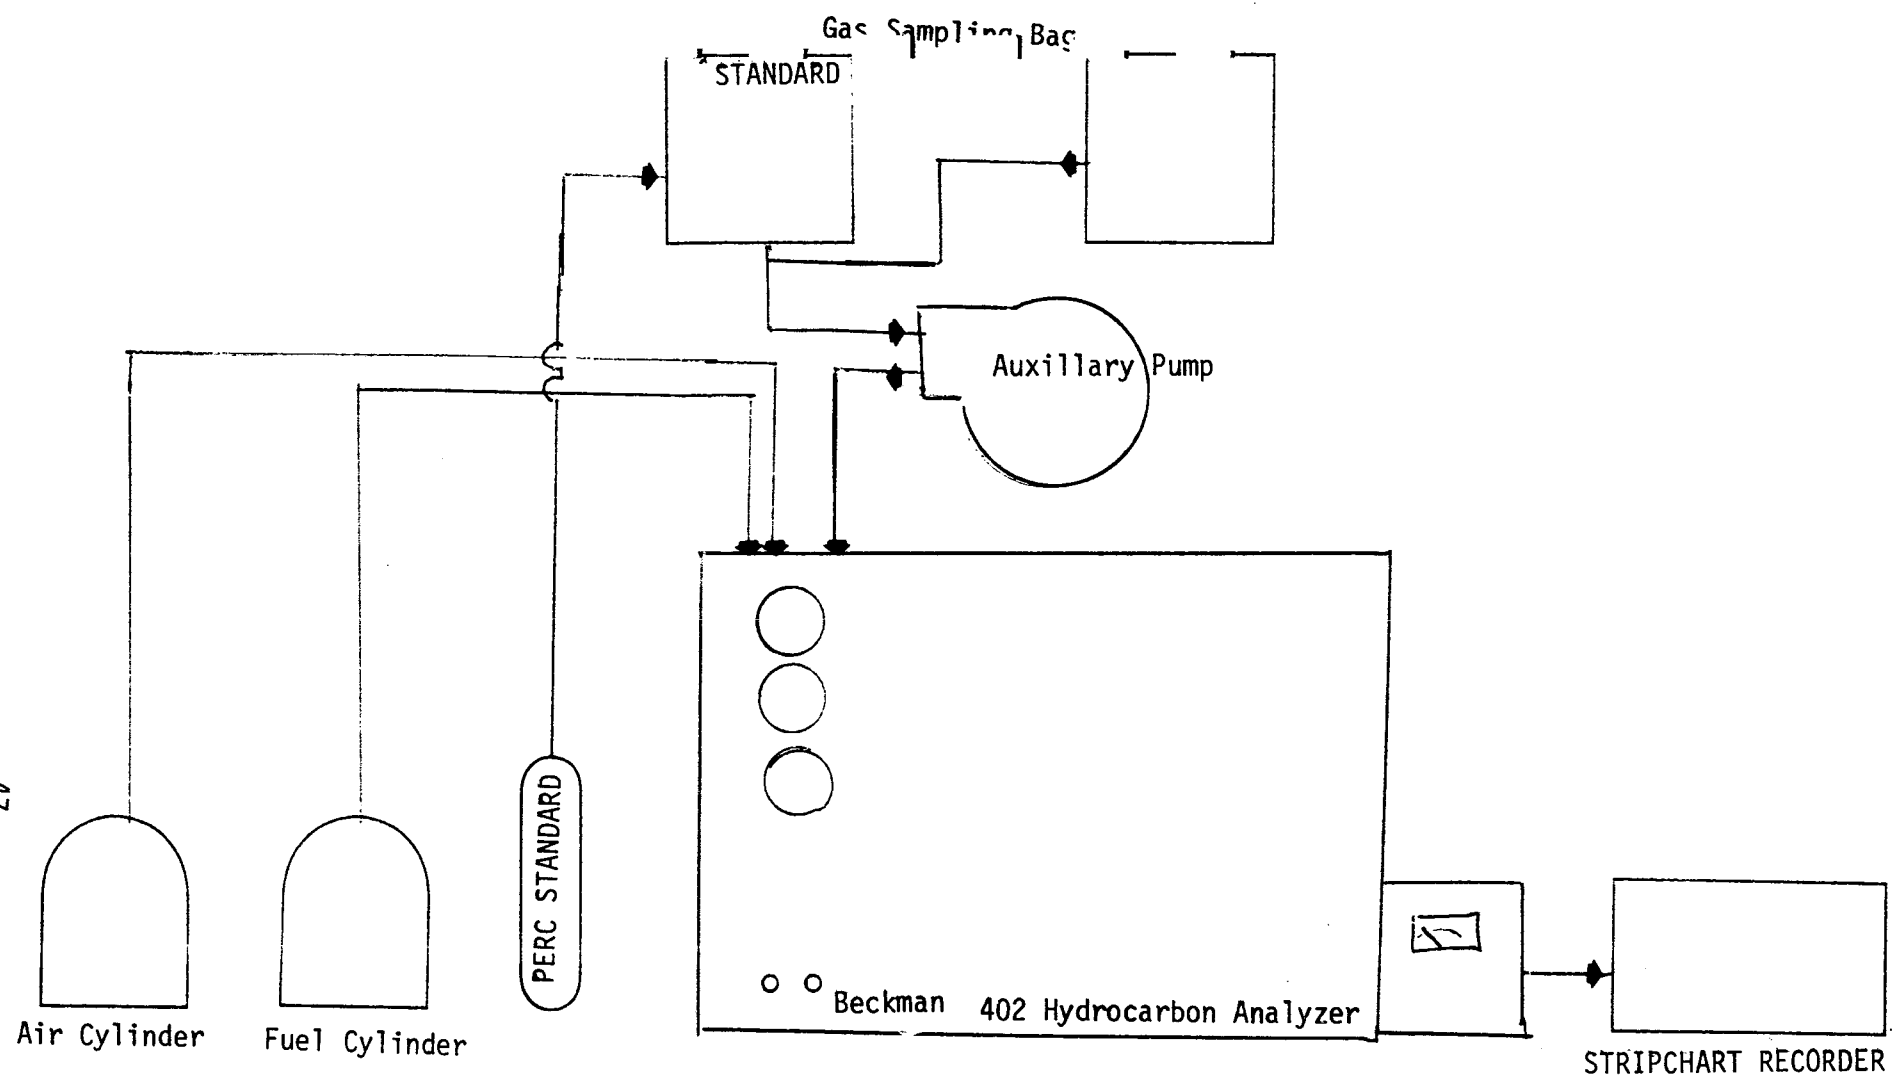 Gas Sampling Bag
STANDARD
Auxillary Pump
PERC STANDARD
Beckman 402 Hydrocarbon Analyzer
Air Cylinder
Fuel Cylinder
STRIPCHART RECORDER